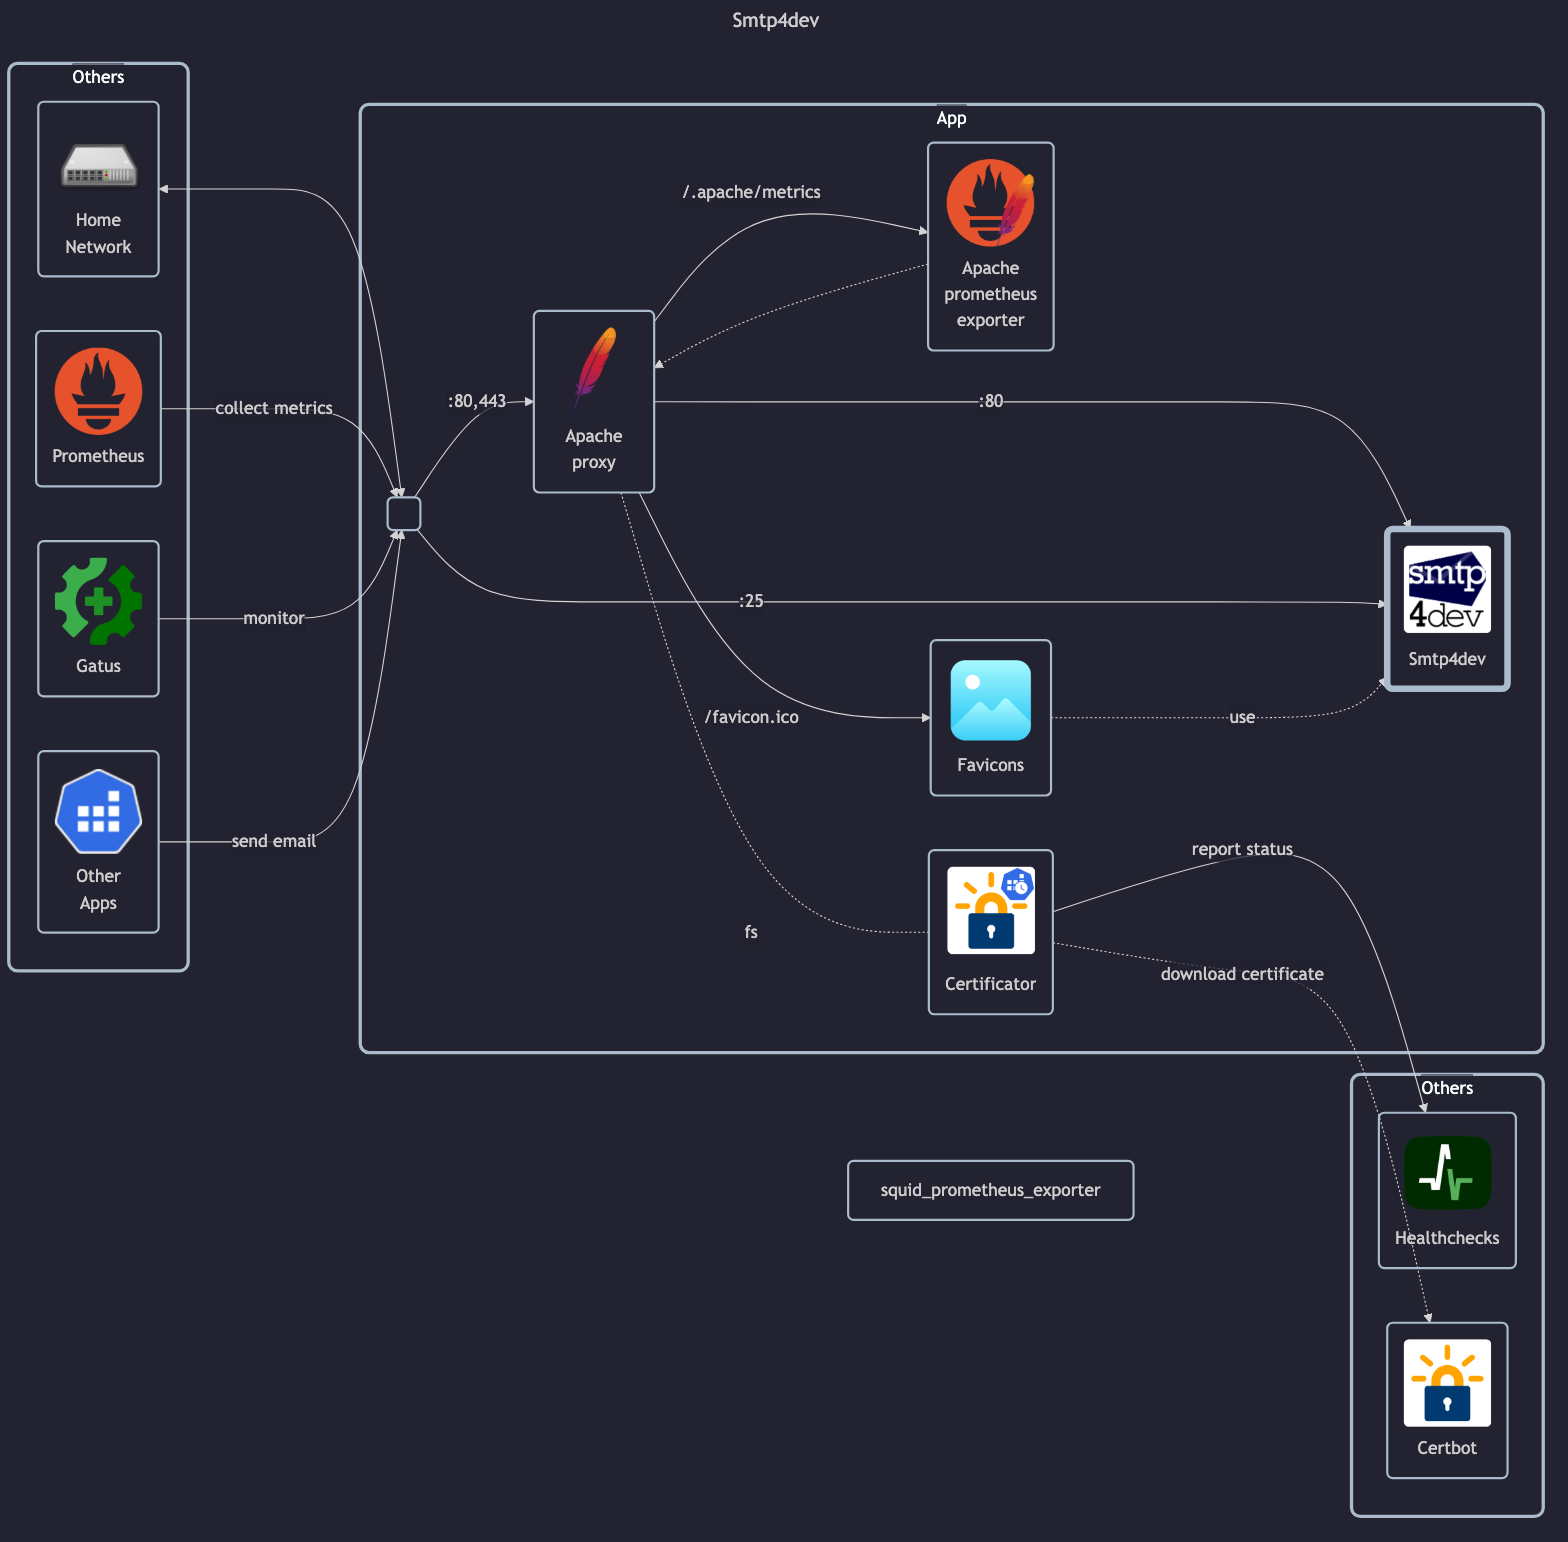 Smtp4dev
Others
Home
Network
Prometheus
Gatus
Other
Apps
collect metrics
monitor
send email
App
:80,443
Apache
proxy
/.apache/metrics
Apache
prometheus
exporter
:80
:25
smtp
4dev
Smtp4dev
/favicon.ico
Favicons
use
fs
Certificator
report status
download certificate
squid_prometheus_exporter
Others
Healthchecks
Certbot